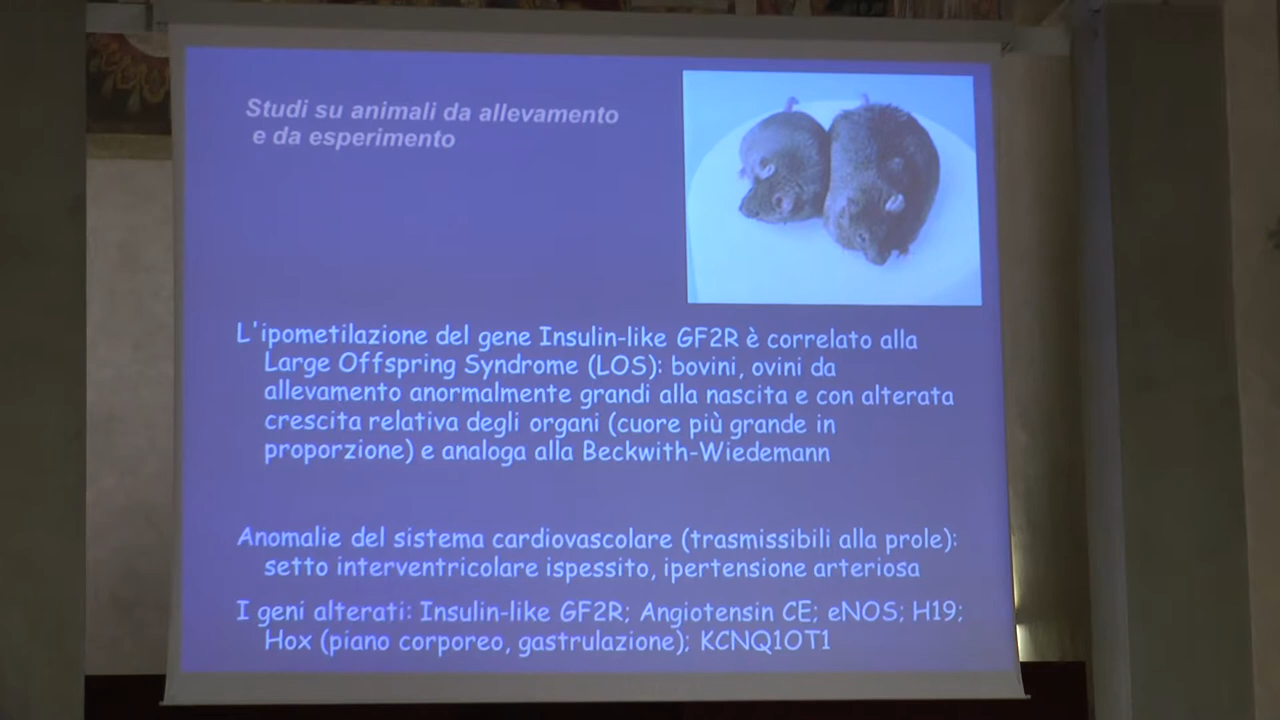 Studi su animali da allevamento
e da esperimento
L'ipometilazione del gene Insulin-like GF2R è correlato alla
Large Offspring Syndrome (LOS): bovini, ovini da
allevamento anormalmente grandi alla nascita e con alterata
crescita relativa degli organi (cuore più grande in
proporzione) e analoga alla Beckwith-Wiedemann
Anomalie del sistema cardiovascolare (trasmissibili alla prole):
setto interventricolare ispessito, ipertensione arteriosa
I geni alterati: Insulin-like GF2R; Angiotensin CE; eNOS; H19;
Hox (piano corporeo, gastrulazione); KCNQ1OT1